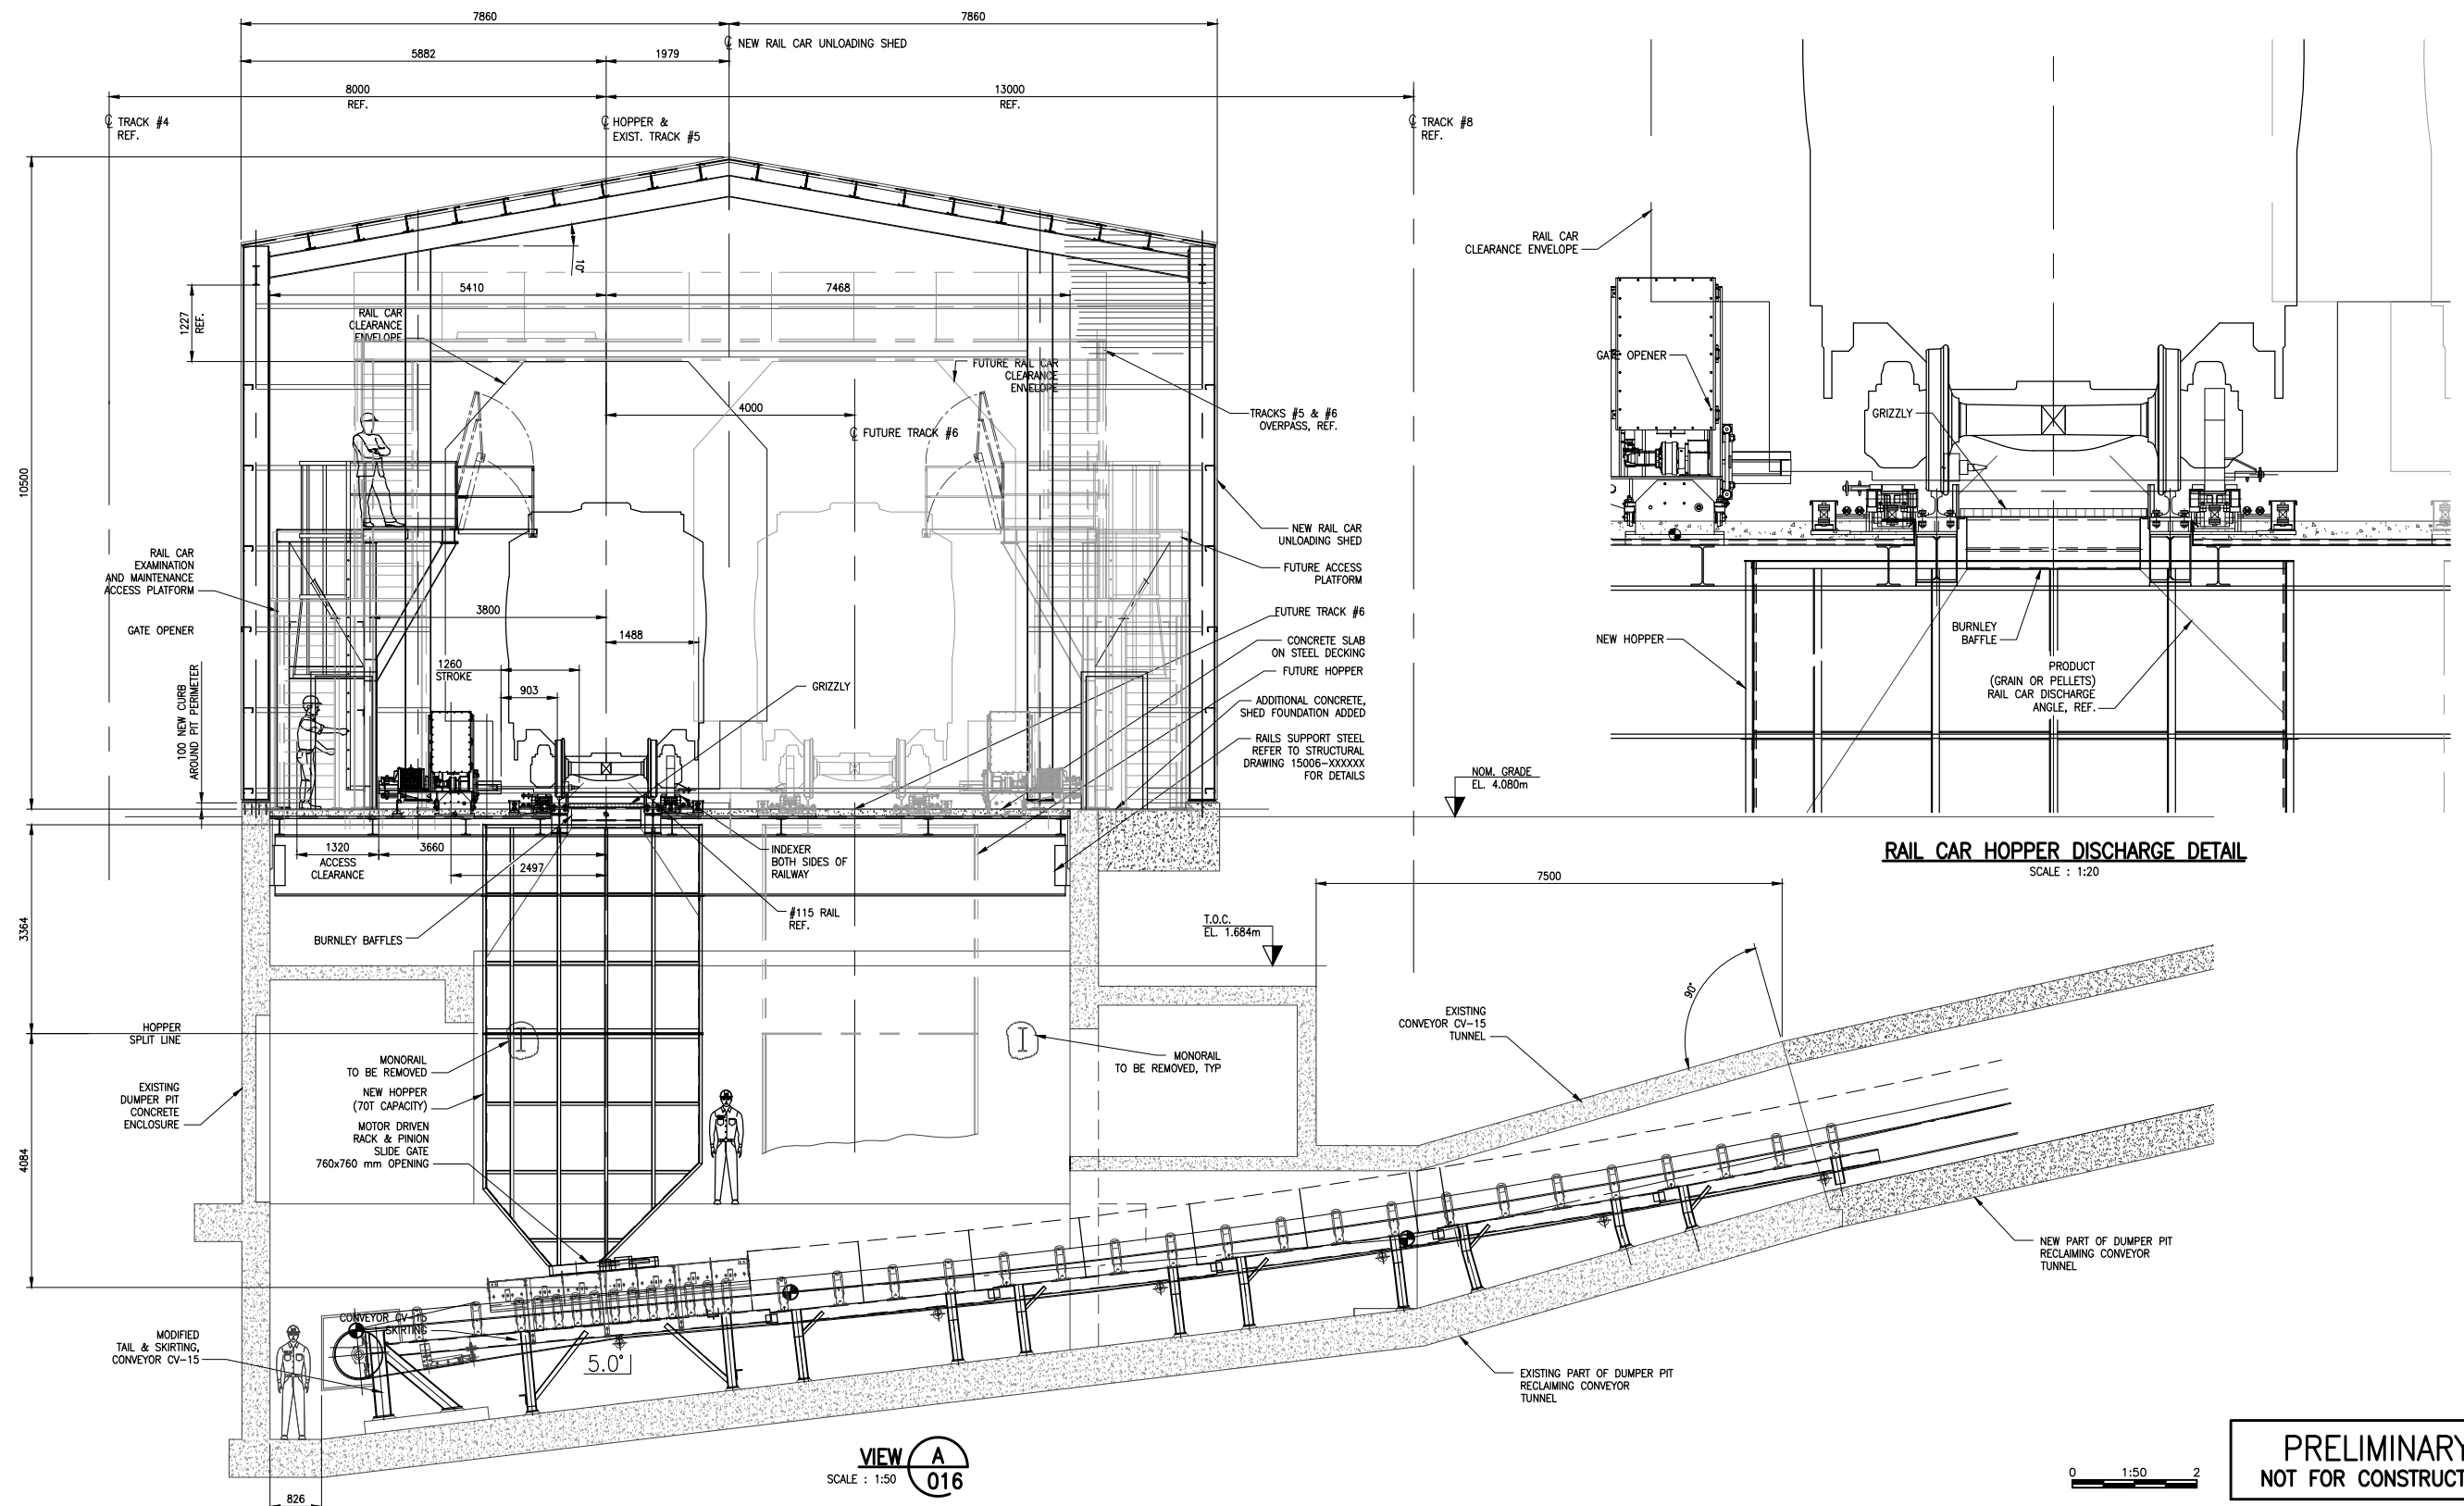 7860
7860
℄ NEW RAIL CAR UNLOADING SHED
5882
1979
8000
REF.
13000
REF.
℄ TRACK #4
REF.
℄ HOPPER &
EXIST. TRACK #5
℄ TRACK #8
REF.
10°
5410
7468
1227
REF.
RAIL CAR
CLEARANCE
ENVELOPE
FUTURE RAIL CAR
CLEARANCE
ENVELOPE
4000
℄ FUTURE TRACK #6
TRACKS #5 & #6
OVERPASS, REF.
10500
NEW RAIL CAR
UNLOADING SHED
RAIL CAR
EXAMINATION
AND MAINTENANCE
ACCESS PLATFORM
FUTURE ACCESS
PLATFORM
3800
FUTURE TRACK #6
GATE OPENER
1488
CONCRETE SLAB
ON STEEL DECKING
1260
STROKE
FUTURE HOPPER
903
GRIZZLY
1100 NEW CURB
AROUND PIT PERIMETER
ADDITIONAL CONCRETE,
SHED FOUNDATION ADDED
RAILS SUPPORT STEEL
REFER TO STRUCTURAL
DRAWING 15006-XXXXXX
FOR DETAILS
NOM. GRADE
EL. 4.080m
1320
ACCESS
CLEARANCE
3660
2497
INDEXER
BOTH SIDES OF
RAILWAY
#115 RAIL
REF.
BURNLEY BAFFLES
3364
T.O.C.
EL. 1.684m
7500
90°
HOPPER
SPLIT LINE
EXISTING
CONVEYOR CV-15
TUNNEL
MONORAIL
TO BE REMOVED
MONORAIL
TO BE REMOVED, TYP
EXISTING
DUMPER PIT
CONCRETE
ENCLOSURE
NEW HOPPER
(70T CAPACITY)
MOTOR DRIVEN
RACK & PINION
SLIDE GATE
760x760 mm OPENING
4084
NEW PART OF DUMPER PIT
RECLAIMING CONVEYOR
TUNNEL
CONVEYOR CV-15
SKIRTING
MODIFIED
TAIL & SKIRTING,
CONVEYOR CV-15
5.0°
EXISTING PART OF DUMPER PIT
RECLAIMING CONVEYOR
TUNNEL
826
VIEW A
016
SCALE : 1:50
RAIL CAR
CLEARANCE ENVELOPE
GATE OPENER
GRIZZLY
NEW HOPPER
BURNLEY
BAFFLE
PRODUCT
(GRAIN OR PELLETS)
RAIL CAR DISCHARGE
ANGLE, REF.
RAIL CAR HOPPER DISCHARGE DETAIL
SCALE : 1:20
0 1:50 2
PRELIMINARY
NOT FOR CONSTRUCT